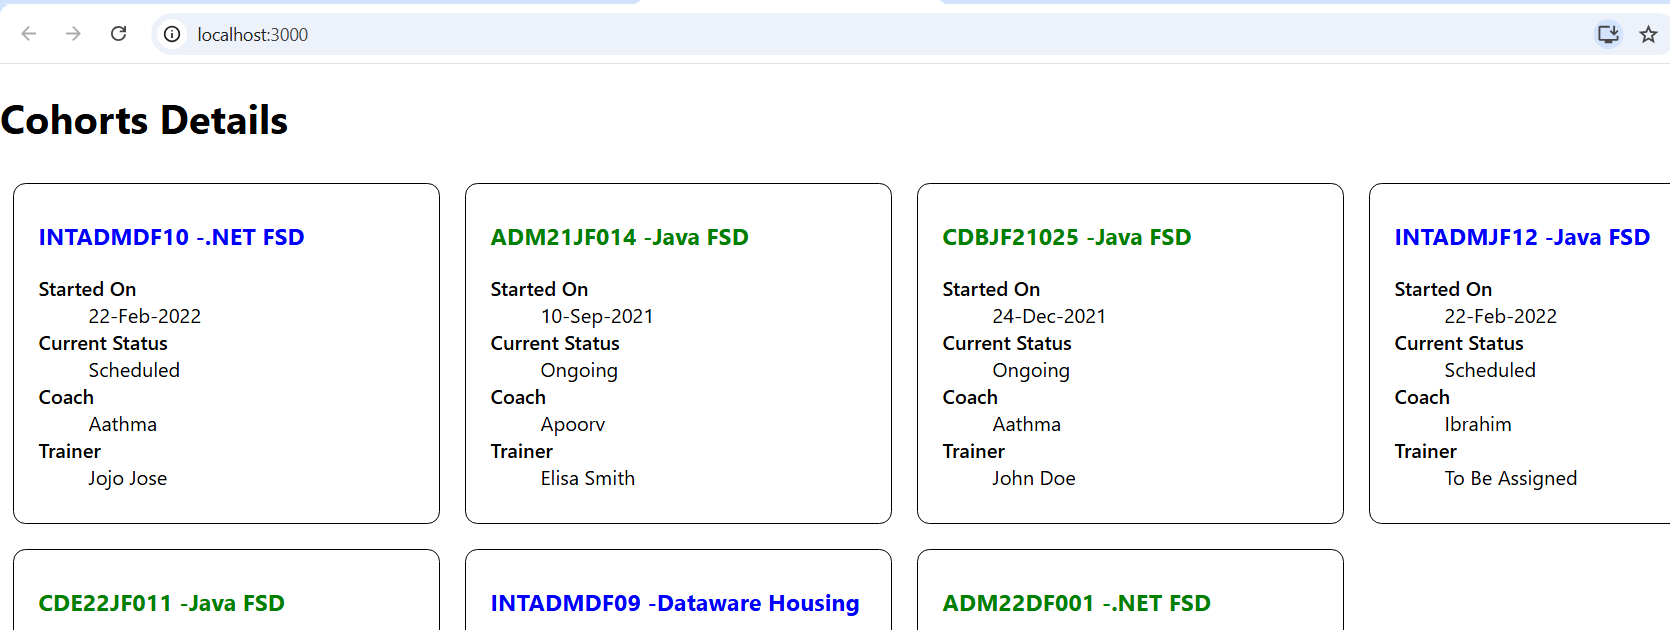 localhost:3000
Cohorts Details
INTADMDF10 -.NET FSD
Started On
22-Feb-2022
Current Status
Scheduled
Coach
Aathma
Trainer
Jojo Jose
ADM21JF014 -Java FSD
Started On
10-Sep-2021
Current Status
Ongoing
Coach
Apoorv
Trainer
Elisa Smith
CDBJF21025 -Java FSD
Started On
24-Dec-2021
Current Status
Ongoing
Coach
Aathma
Trainer
John Doe
INTADMJF12 -Java FSD
Started On
22-Feb-2022
Current Status
Scheduled
Coach
Ibrahim
Trainer
To Be Assigned
CDE22JF011 -Java FSD
INTADMDF09 -Dataware Housing
ADM22DF001 -.NET FSD